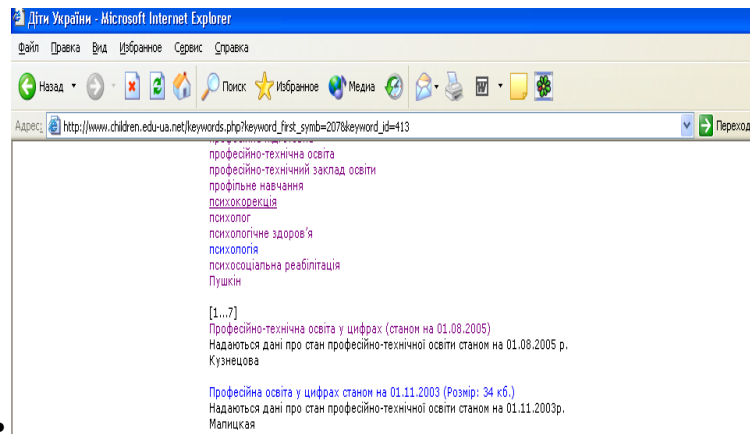 Діти України - Microsoft Internet Explorer
Файл Правка Вид Избранное Сервис Справка
Назад Поиск Избранное Медиа
Адрес: http://www.children.edu-ua.net/keywords.php?keyword_first_symb=207&keyword_id=413 Переход
професійно-технічна освіта
професійно-технічний заклад освіти
профільне навчання
психокорекція
психолог
психологічне здоров'я
психологія
психосоціальна реабілітація
Пушкін
[1...7]
Професійно-технічна освіта у цифрах (станом на 01.08.2005)
Надаються дані про стан професійно-технічної освіти станом на 01.08.2005 р.
Кузнецова
Професійна освіта у цифрах станом на 01.11.2003 (Розмір: 34 кб.)
Надаються дані про стан професійно-технічної освіти станом на 01.11.2003р.
Малицкая